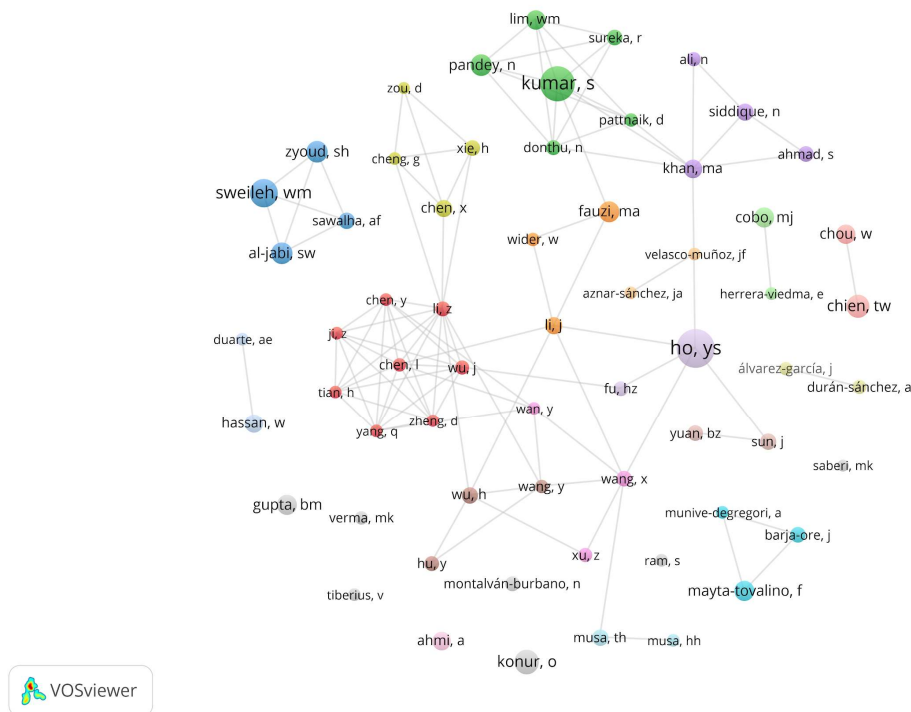 lim, wm
sureka, r
ali, n
pandey, n
kumar, s
zou, d
siddique, n
pattnaik, d
xie, h
donthu, n
zyoud, sh
cheng, g
ahmad, s
khan, ma
sweileh, wm
chen, x
fauzi, ma
sawalha, af
cobo, mj
chou, w
wider, w
al-jabi, sw
velasco-muñoz, jf
aznar-sánchez, ja
herrera-viedma, e
chen, y
li, z
chien, tw
li, j
ji, z
duarte, ae
ho, ys
chen, l
wu, j
álvarez-garcía, j
fu, hz
durán-sánchez, a
tian, h
wan, y
hassan, w
zheng, d
yang, q
yuan, bz
sun, j
saberi, mk
wang, x
wang, y
wu, h
gupta, bm
munive-degregori, a
verma, mk
barja-ore, j
xu, z
ram, s
hu, y
montalván-burbano, n
mayta-tovalino, f
tiberius, v
ahmi, a
musa, th
musa, hh
konur, o
VOSviewer